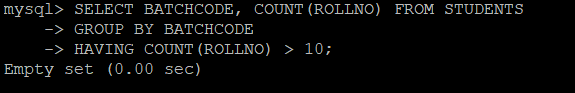 mysql> SELECT BATCHCODE, COUNT(ROLLNO) FROM STUDENTS
-> GROUP BY BATCHCODE
-> HAVING COUNT(ROLLNO) > 10;
Empty set (0.00 sec)